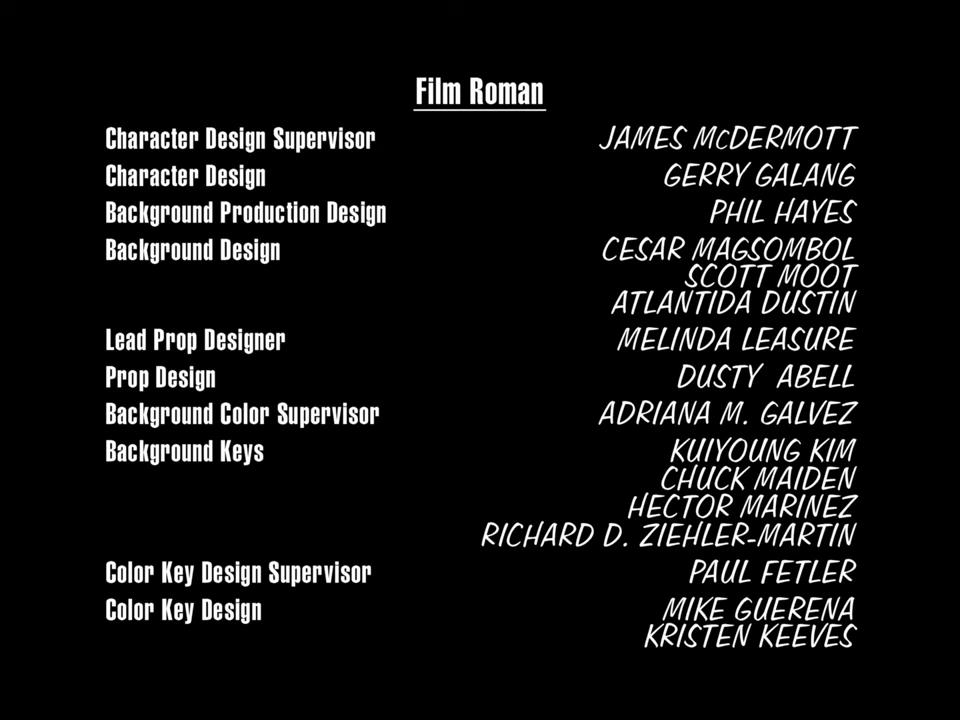 Film Roman
Character Design Supervisor JAMES McDERMOTT
Character Design GERRY GALANG
Background Production Design PHIL HAYES
Background Design CESAR MAGSOMBOL
SCOTT MOOT
ATLANTIDA DUSTIN
Lead Prop Designer MELINDA LEASURE
Prop Design DUSTY ABELL
Background Color Supervisor ADRIANA M. GALVEZ
Background Keys KUIYOUNG KIM
CHUCK MAIDEN
HECTOR MARINEZ
RICHARD D. ZIEHLER-MARTIN
Color Key Design Supervisor PAUL FETLER
Color Key Design MIKE GUERENA
KRISTEN KEEVES